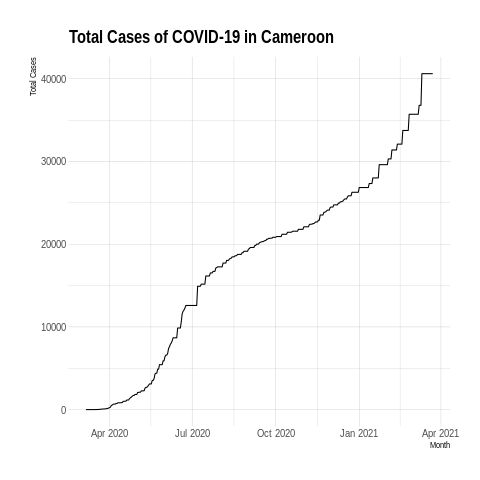 Total Cases of COVID-19 in Cameroon
Total Cases
40000
30000
20000
10000
0
Apr 2020 Jul 2020 Oct 2020 Jan 2021 Apr 2021
Month